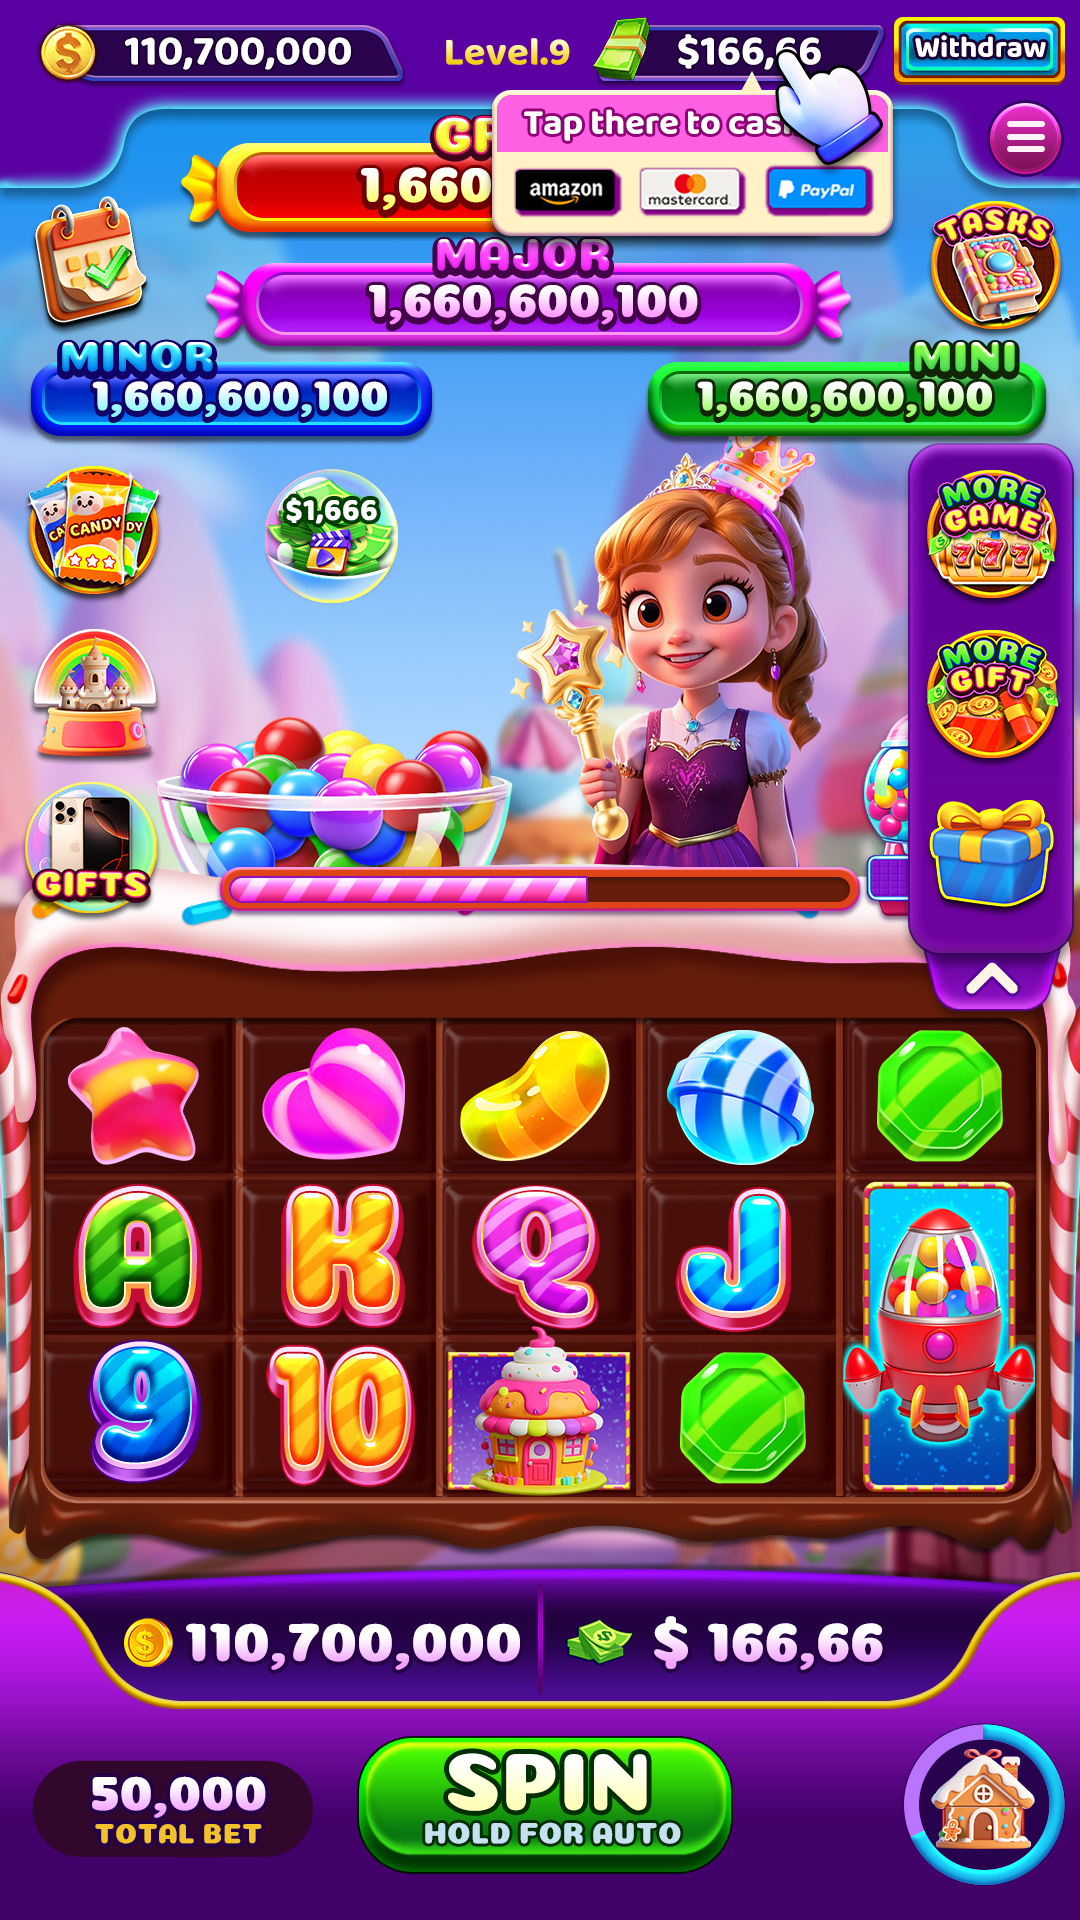 110,700,000
Level.9
$166,66
Withdraw
Tap there to cas
amazon
mastercard
PayPal
1,660
TASKS
MAJOR
1,660,600,100
MINOR
1,660,600,100
MINI
1,660,600,100
CANDY
$1,666
MORE
GAME
777
MORE
GIFT
GIFTS
A
K
Q
J
9
10
110,700,000
$ 166,66
50,000
TOTAL BET
SPIN
HOLD FOR AUTO